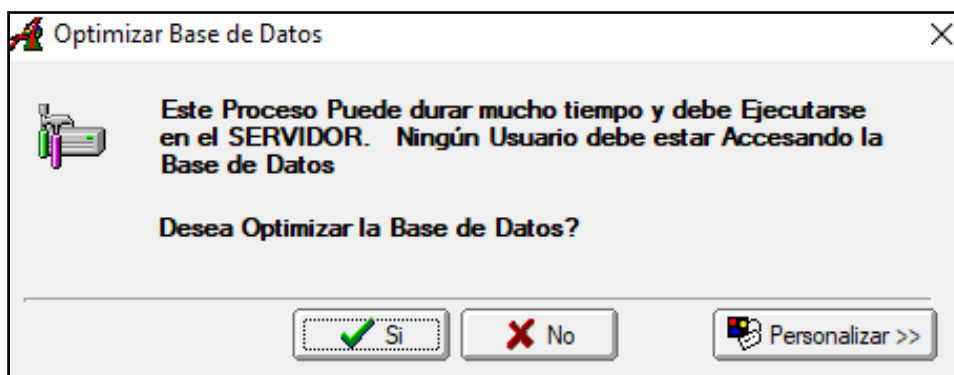 Optimizar Base de Datos
Este Proceso Puede durar mucho tiempo y debe Ejecutarse
en el SERVIDOR. Ningún Usuario debe estar Accesando la
Base de Datos
Desea Optimizar la Base de Datos?
Si No Personalizar >>